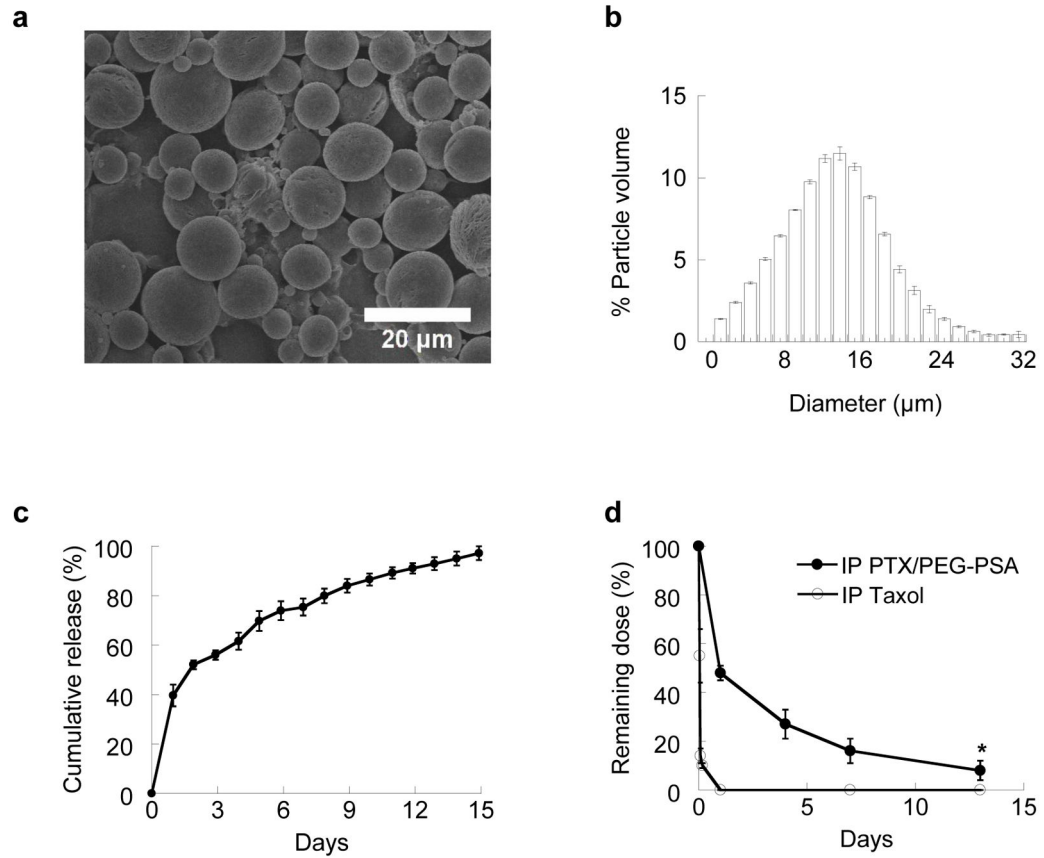 a
20 µm
b
% Particle volume
15
10
5
0
0 8 16 24 32
Diameter (µm)
c
Cumulative release (%)
100
80
60
40
20
0
0 3 6 9 12 15
Days
d
Remaining dose (%)
100
80
60
40
20
0
IP PTX/PEG-PSA
IP Taxol
*
0 5 10 15
Days